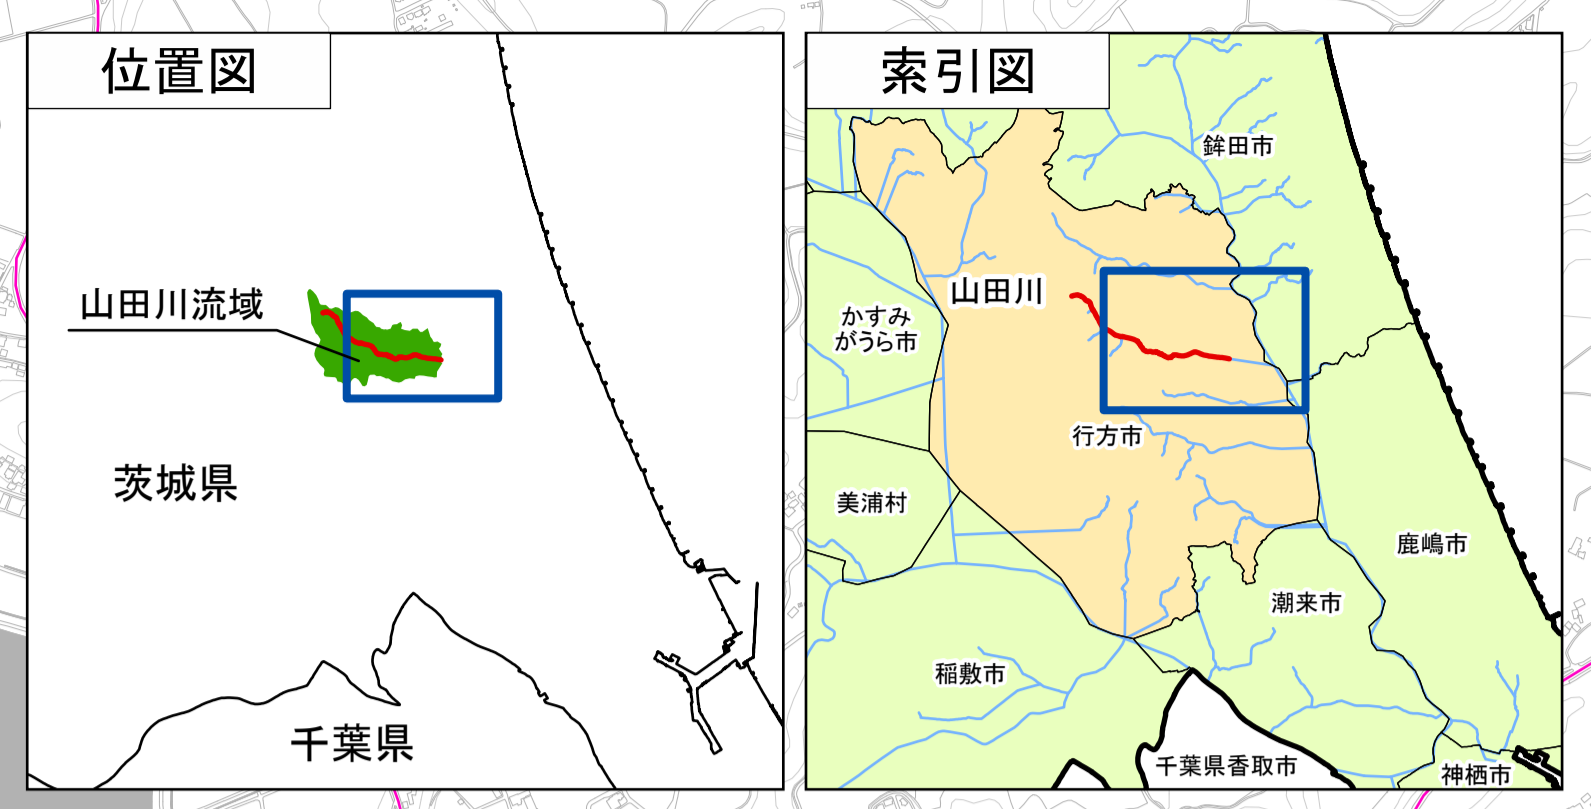 位置図
山田川流域
茨城県
千葉県
索引図
鉾田市
山田川
かすみ
がうら市
行方市
美浦村
鹿嶋市
潮来市
稲敷市
千葉県香取市
神栖市